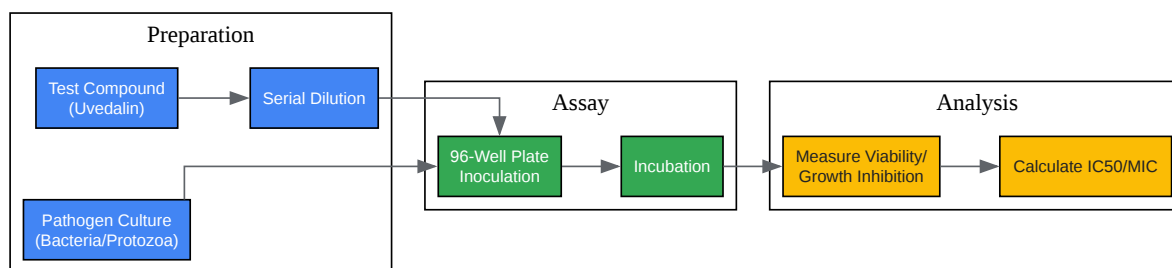 Preparation
Test Compound
(Uvedalin)
Serial Dilution
Pathogen Culture
(Bacteria/Protozoa)
Assay
96-Well Plate
Inoculation
Incubation
Analysis
Measure Viability/
Growth Inhibition
Calculate IC50/MIC